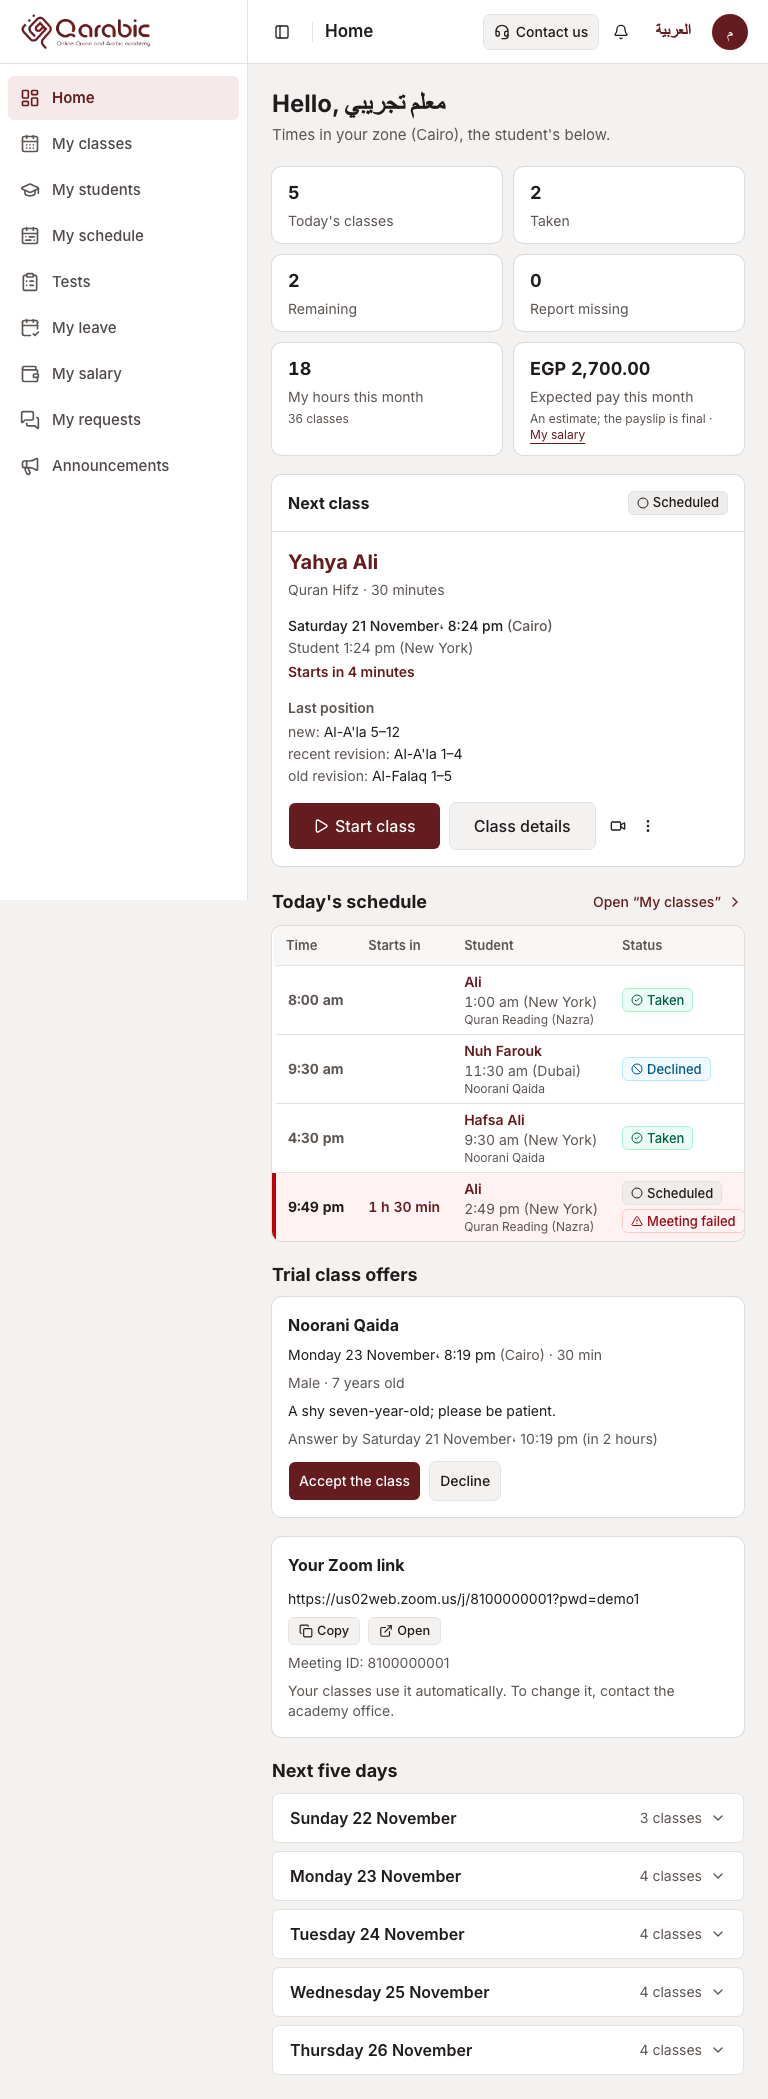 Qarabic
Online Quran and Arabic academy
Home
Contact us
العربية
م
Home
My classes
My students
My schedule
Tests
My leave
My salary
My requests
Announcements
Hello, معلم تجريبي
Times in your zone (Cairo), the student's below.
5
Today's classes
2
Taken
2
Remaining
0
Report missing
18
My hours this month
36 classes
EGP 2,700.00
Expected pay this month
An estimate; the payslip is final ·
My salary
Next class
Scheduled
Yahya Ali
Quran Hifz · 30 minutes
Saturday 21 November، 8:24 pm (Cairo)
Student 1:24 pm (New York)
Starts in 4 minutes
Last position
new: Al-A'la 5–12
recent revision: Al-A'la 1–4
old revision: Al-Falaq 1–5
Start class
Class details
Today's schedule
Open “My classes”
Time Starts in Student Status
Ali
8:00 am 1:00 am (New York) Taken
Quran Reading (Nazra)
Nuh Farouk
9:30 am 11:30 am (Dubai) Declined
Noorani Qaida
Hafsa Ali
4:30 pm 9:30 am (New York) Taken
Noorani Qaida
Ali Scheduled
9:49 pm 1 h 30 min 2:49 pm (New York)
Quran Reading (Nazra) Meeting failed
Trial class offers
Noorani Qaida
Monday 23 November، 8:19 pm (Cairo) · 30 min
Male · 7 years old
A shy seven-year-old; please be patient.
Answer by Saturday 21 November، 10:19 pm (in 2 hours)
Accept the class
Decline
Your Zoom link
https://us02web.zoom.us/j/8100000001?pwd=demo1
Copy
Open
Meeting ID: 8100000001
Your classes use it automatically. To change it, contact the
academy office.
Next five days
Sunday 22 November 3 classes
Monday 23 November 4 classes
Tuesday 24 November 4 classes
Wednesday 25 November 4 classes
Thursday 26 November 4 classes